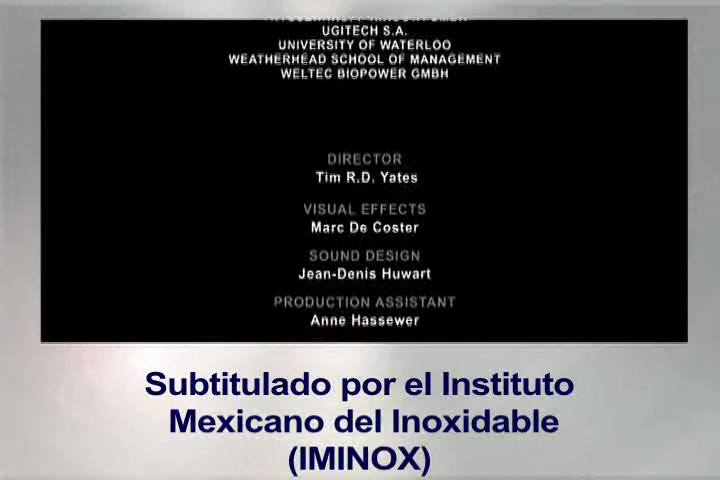 UGITECH S.A.
UNIVERSITY OF WATERLOO
WEATHERHEAD SCHOOL OF MANAGEMENT
WELTEC BIOPOWER GMBH
DIRECTOR
Tim R.D. Yates
VISUAL EFFECTS
Marc De Coster
SOUND DESIGN
Jean-Denis Huwart
PRODUCTION ASSISTANT
Anne Hassewer
Subtitulado por el Instituto
Mexicano del Inoxidable
(IMINOX)